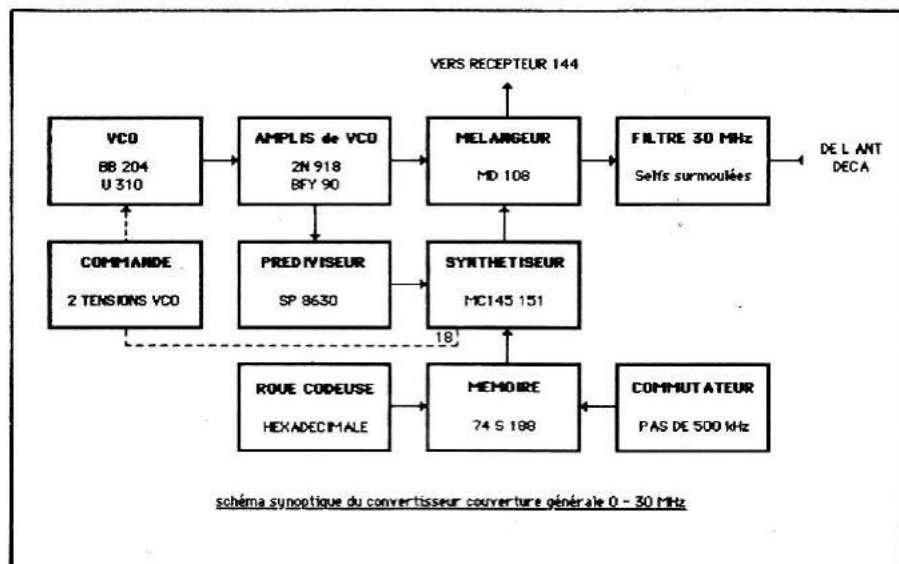 VERS RECEPTEUR 144
VCO
BB 204
U 310
AMPLIS de VCO
2N 918
BFY 90
MELANGEUR
MD 108
FILTRE 30 MHz
Selfs surmoulées
DE L ANT
DECA
COMMANDE
2 TENSIONS VCO
PREDIVISEUR
SP 8630
SYNTHETISEUR
MC145 151
18
ROUE CODEUSE
HEXADECIMALE
MEMOIRE
74 S 188
COMMUTATEUR
PAS DE 500 kHz
schéma synoptique du convertisseur couverture générale 0 - 30 MHz